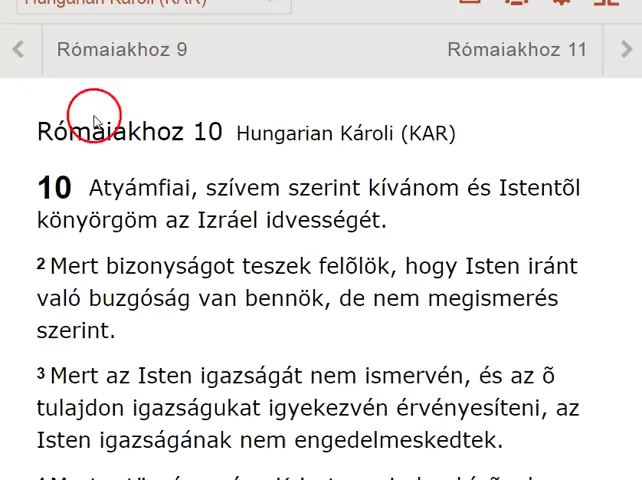 Hungarian Károli (KAR)
Rómaiakhoz 9
Rómaiakhoz 11
Rómaiakhoz 10 Hungarian Károli (KAR)
10 Atyámfiai, szívem szerint kívánom és Istentõl
könyörgöm az Izráel idvességét.
2 Mert bizonyságot teszek felõlök, hogy Isten iránt
való buzgóság van bennök, de nem megismerés
szerint.
3 Mert az Isten igazságát nem ismervén, és az õ
tulajdon igazságukat igyekezvén érvényesíteni, az
Isten igazságának nem engedelmeskedtek.